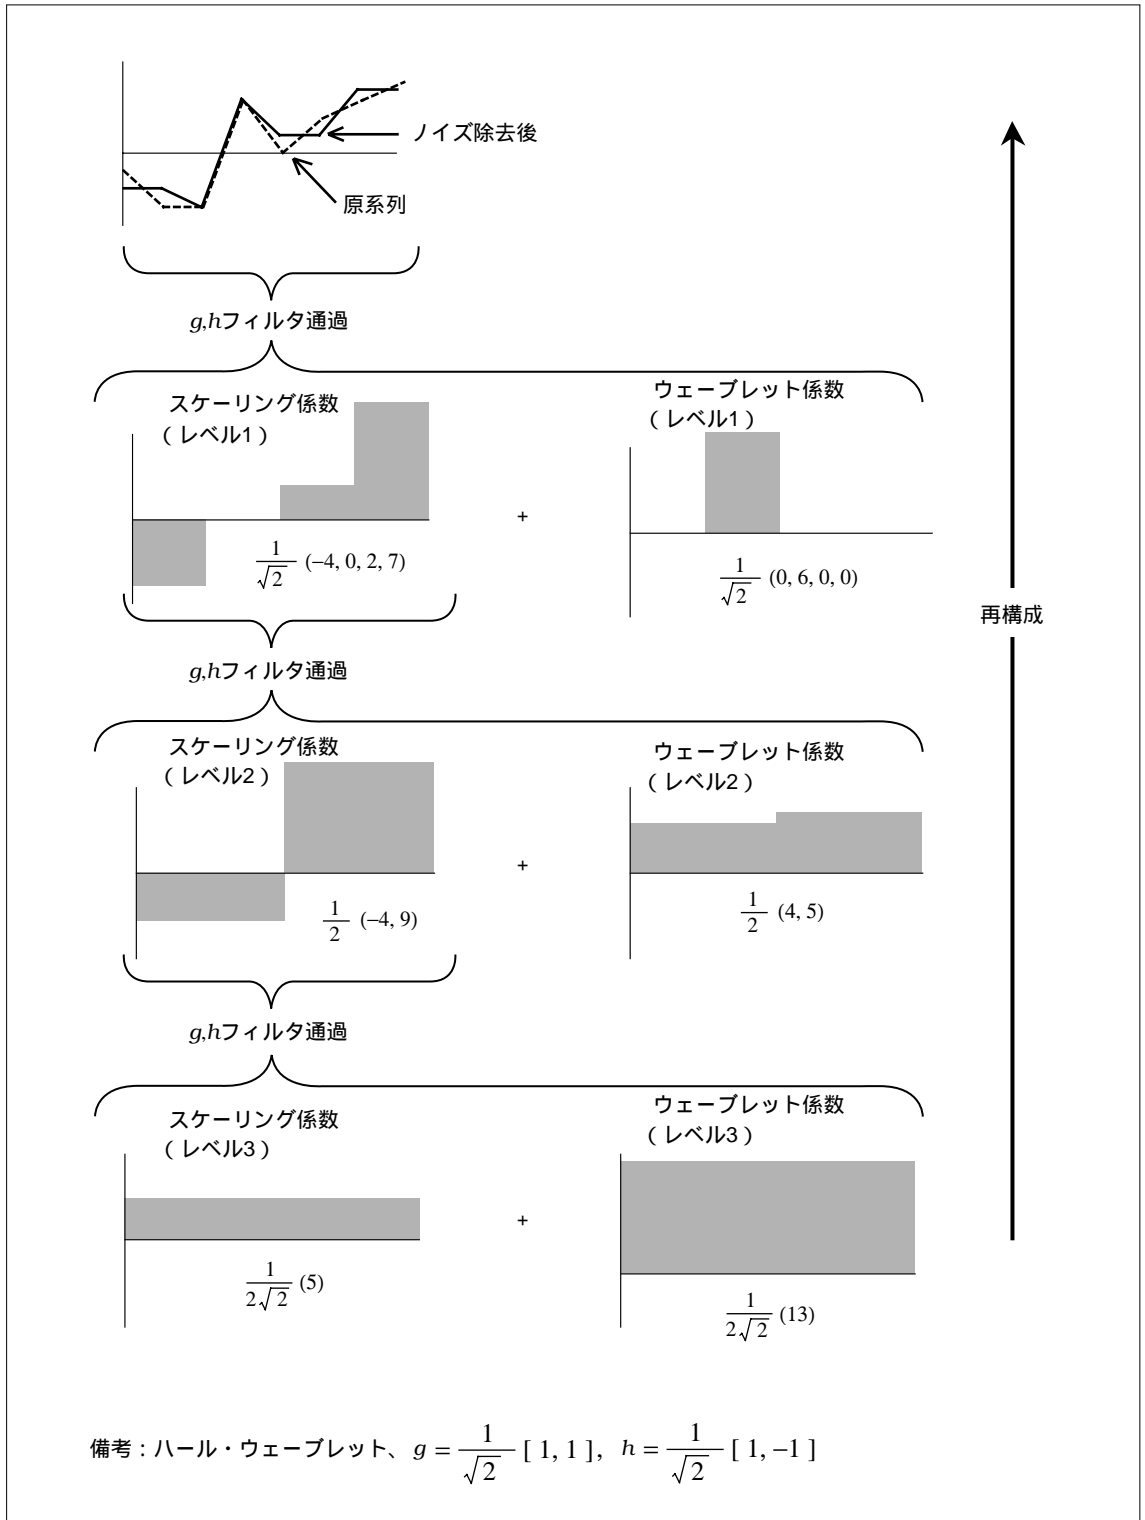 ノイズ除去後
原系列
g,hフィルタ通過
スケーリング係数
（レベル1）
ウェーブレット係数
（レベル1）
+
1/√2 (–4, 0, 2, 7)
1/√2 (0, 6, 0, 0)
再構成
g,hフィルタ通過
スケーリング係数
（レベル2）
ウェーブレット係数
（レベル2）
+
1/2 (–4, 9)
1/2 (4, 5)
g,hフィルタ通過
スケーリング係数
（レベル3）
ウェーブレット係数
（レベル3）
+
1/2√2 (5)
1/2√2 (13)
備考：ハール・ウェーブレット、 g = 1/√2 [ 1, 1 ], h = 1/√2 [ 1, –1 ]